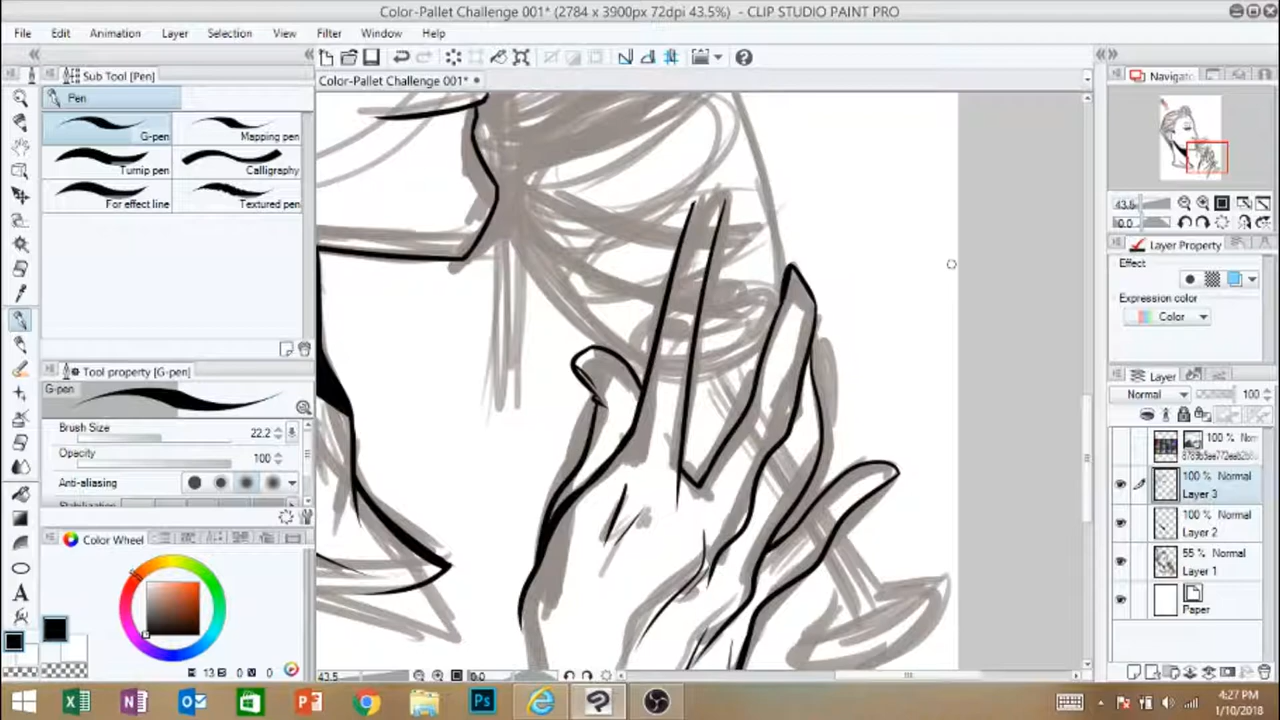 Color-Pallet Challenge 001* (2784 x 3900px 72dpi 43.5%) - CLIP STUDIO PAINT PRO
File Edit Animation Layer Selection View Filter Window Help
Sub Tool [Pen]
Color-Pallet Challenge 001*
Navigato
Pen
G-pen
Mapping pen
Turnip pen
Calligraphy
For effect line
Textured pen
43.5
0.0
Layer Property
Effect
Expression color
Color
Tool property [G-pen]
G-pen
Brush Size 22.2
Opacity 100
Anti-aliasing
Layer
Normal 100
100 %
100 % Normal
Layer 3
100 % Normal
Layer 2
55 % Normal
Layer 1
Paper
Color Wheel
13 S 0 V 0
43.5
0.0
4:27 PM
1/10/2018